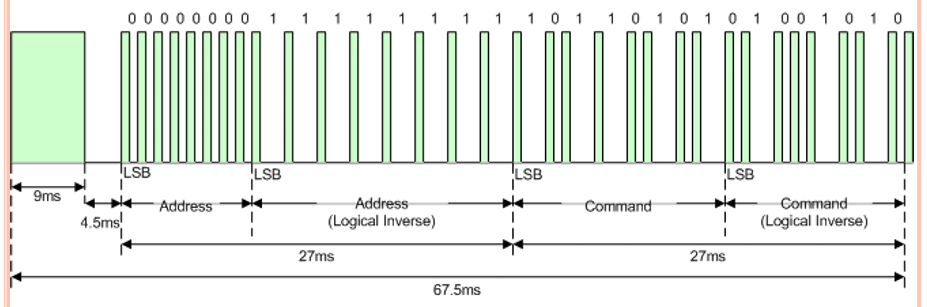 0 0 0 0 0 0 0 0 1 1 1 1 1 1 1 1 1 0 1 1 0 1 0 1 0 1 0 0 1 0 1 0
LSB LSB LSB LSB
9ms
4.5ms
Address
Address
(Logical Inverse)
Command
Command
(Logical Inverse)
27ms 27ms
67.5ms